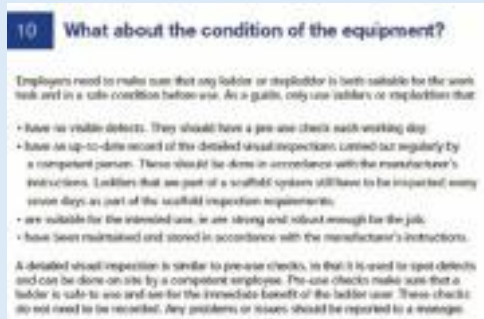 10 What about the condition of the equipment?
Employers need to make sure that any ladder or stepladder is both suitable for the work
task and in a safe condition before use. As a guide, only use ladders or stepladders that:
• have no visible defects. They should have a pre-use check each working day
• have an up-to-date record of the detailed visual inspections carried out regularly by
a competent person. These should be done in accordance with the manufacturer's
instructions. Ladders that are part of a scaffold system still have to be inspected every
seven days as part of the scaffold inspection requirements.
• are suitable for the intended use, ie are strong and robust enough for the job.
• have been maintained and stored in accordance with the manufacturer's instructions.
A detailed visual inspection is similar to pre-use checks, in that it is used to spot defects
and can be done on site by a competent employee. Pre-use checks make sure that a
ladder is safe to use and are for the immediate benefit of the ladder user. These checks
do not need to be recorded. Any problems or issues should be reported to a manager.